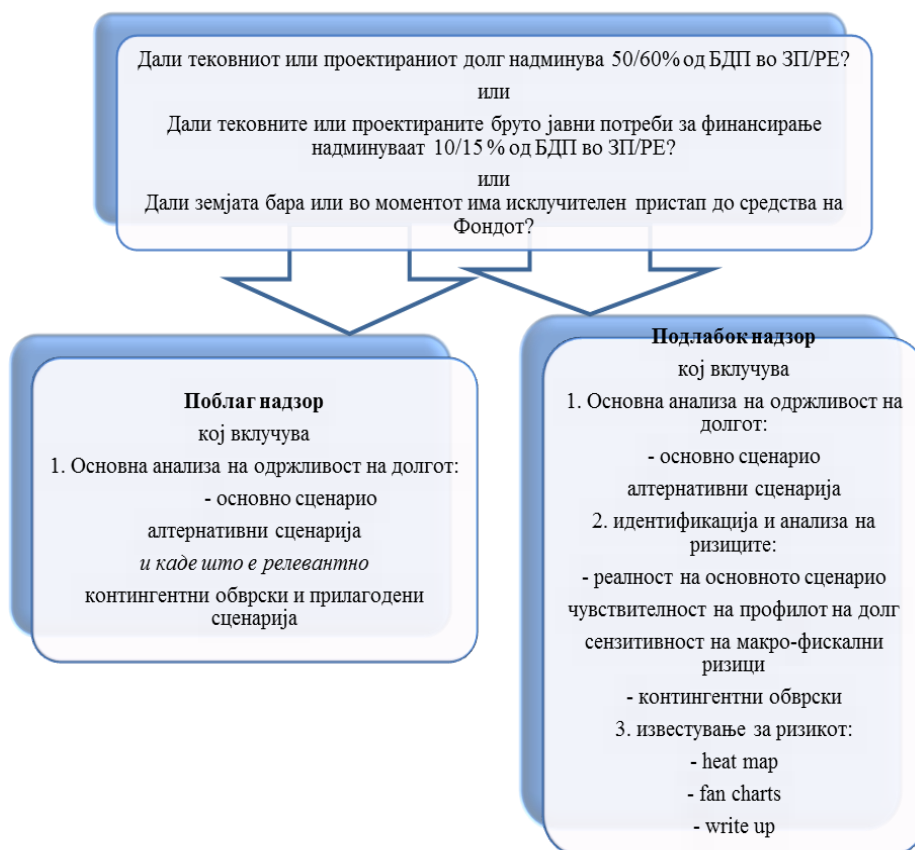 Дали тековниот или проектираниот долг надминува 50/60% од БДП во ЗП/РЕ?
или
Дали тековните или проектираните бруто јавни потреби за финансирање
надминуваат 10/15 % од БДП во ЗП/РЕ?
или
Дали земјата бара или во моментот има исклучителен пристап до средства на
Фондот?
Поблаг надзор
кој вклучува
1. Основна анализа на одржливост на долгот:
- основно сценарио
алтернативни сценарија
и каде што е релевантно
контингентни обврски и прилагодени
сценарија
Подлабок надзор
кој вклучува
1. Основна анализа на одржливост на
долгот:
- основно сценарио
алтернативни сценарија
2. идентификација и анализа на
ризиците:
- реалност на основното сценарио
чувствителност на профилот на долг
сензитивност на макро-фискални
ризици
- контингентни обврски
3. известување за ризикот:
- heat map
- fan charts
- write up